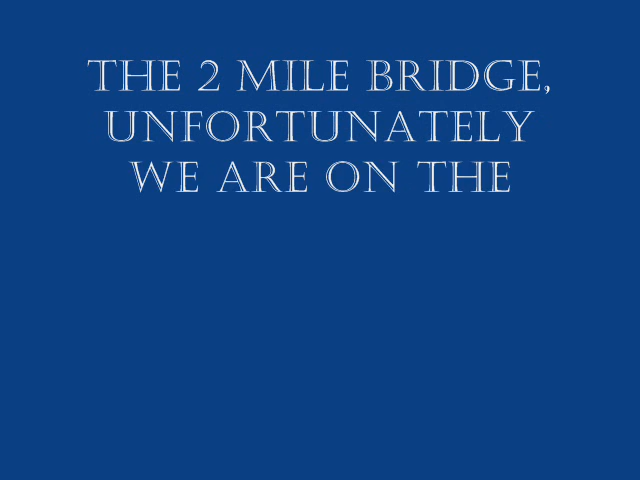 THE 2 MILE BRIDGE,
UNFORTUNATELY
WE ARE ON THE